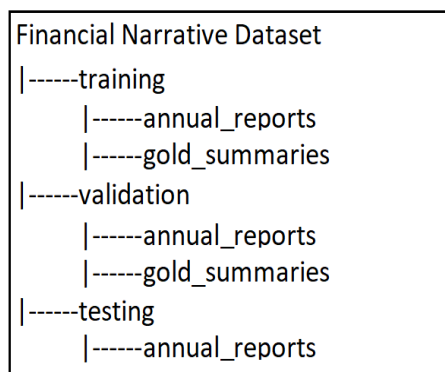 Financial Narrative Dataset
|------training
|------annual_reports
|------gold_summaries
|------validation
|------annual_reports
|------gold_summaries
|------testing
|------annual_reports